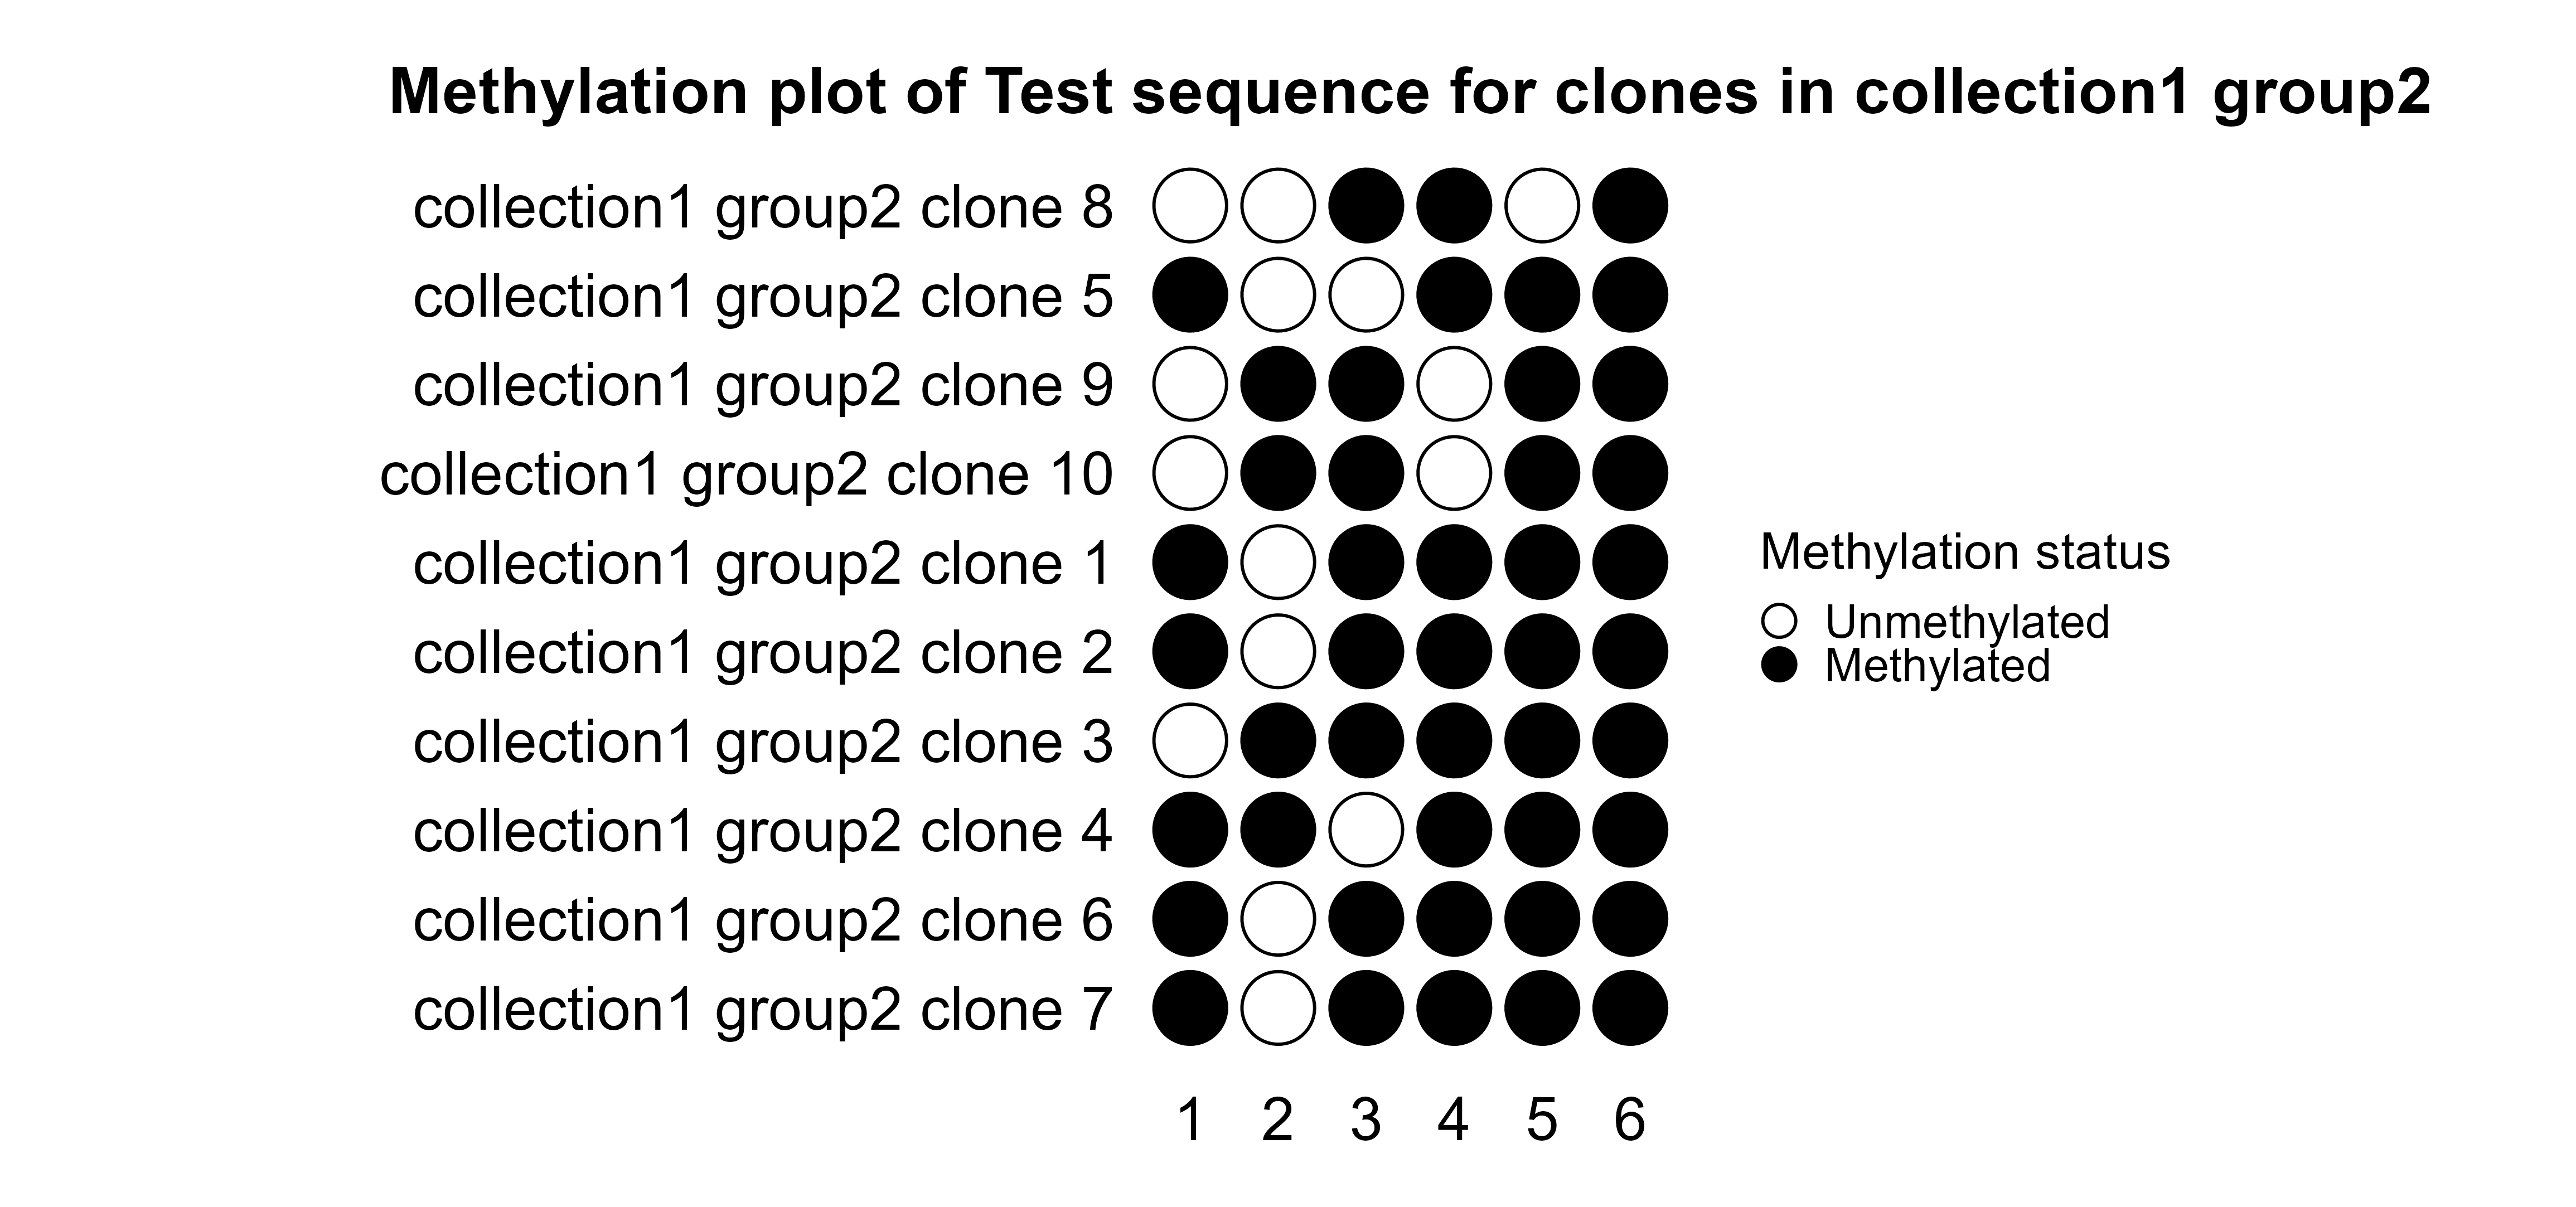 Methylation plot of Test sequence for clones in collection1 group2
collection1 group2 clone 8
collection1 group2 clone 5
collection1 group2 clone 9
collection1 group2 clone 10
collection1 group2 clone 1
collection1 group2 clone 2
collection1 group2 clone 3
collection1 group2 clone 4
collection1 group2 clone 6
collection1 group2 clone 7
1 2 3 4 5 6
Methylation status
Unmethylated
Methylated